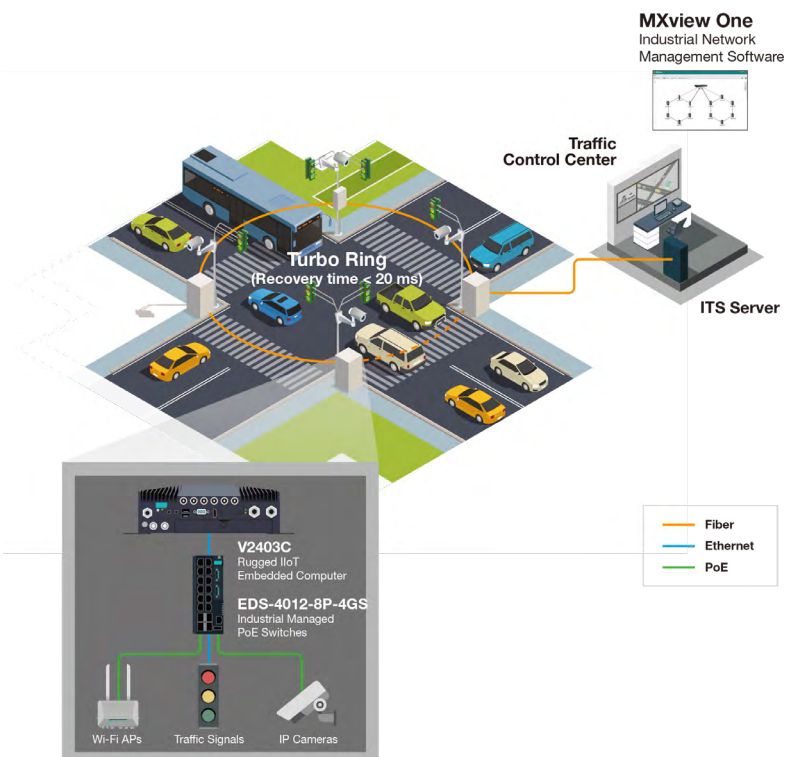 MXview One
Industrial Network
Management Software
Traffic
Control Center
Turbo Ring
(Recovery time < 20 ms)
ITS Server
Fiber
Ethernet
PoE
V2403C
Rugged IIoT
Embedded Computer
EDS-4012-8P-4GS
Industrial Managed
PoE Switches
Wi-Fi APs
Traffic Signals
IP Cameras